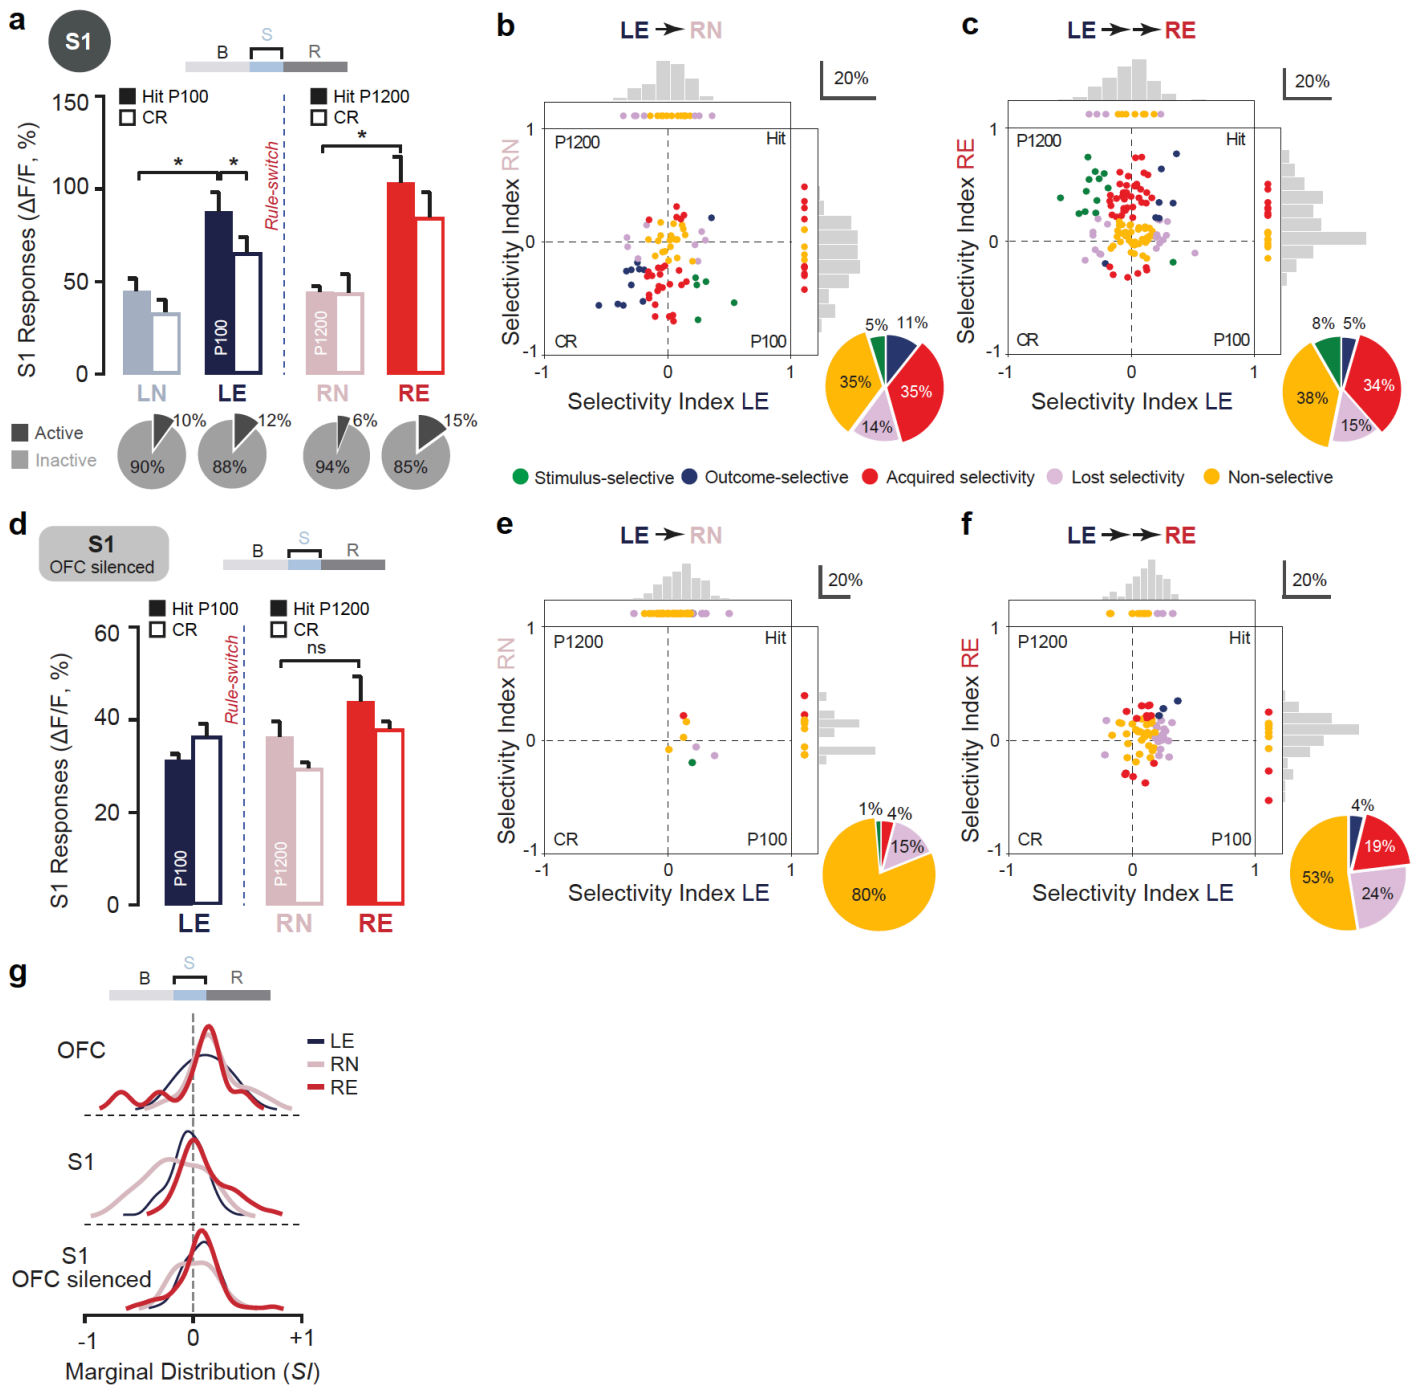 a
S1
B
S
R
S1 Responses (ΔF/F, %)
150
100
50
0
Hit P100
CR
Hit P1200
CR
*
*
*
Rule-switch
P100
P1200
LN
LE
RN
RE
Active
Inactive
10%
90%
12%
88%
6%
94%
15%
85%
b
LE
RN
20%
Selectivity Index RN
1
0
-1
P1200
Hit
CR
P100
-1
0
1
Selectivity Index LE
5%
11%
35%
35%
14%
c
LE
RE
20%
Selectivity Index RE
1
0
-1
P1200
Hit
CR
P100
-1
0
1
Selectivity Index LE
8%
5%
34%
38%
15%
Stimulus-selective
Outcome-selective
Acquired selectivity
Lost selectivity
Non-selective
d
S1
OFC silenced
B
S
R
S1 Responses (ΔF/F, %)
60
40
20
0
Hit P100
CR
Hit P1200
CR
ns
Rule-switch
P100
P1200
LE
RN
RE
e
LE
RN
20%
Selectivity Index RN
1
0
-1
P1200
Hit
CR
P100
-1
0
1
Selectivity Index LE
1%
4%
15%
80%
f
LE
RE
20%
Selectivity Index RE
1
0
-1
P1200
Hit
CR
P100
-1
0
1
Selectivity Index LE
4%
19%
53%
24%
g
B
S
R
OFC
LE
RN
RE
S1
S1
OFC silenced
-1
0
+1
Marginal Distribution (SI)